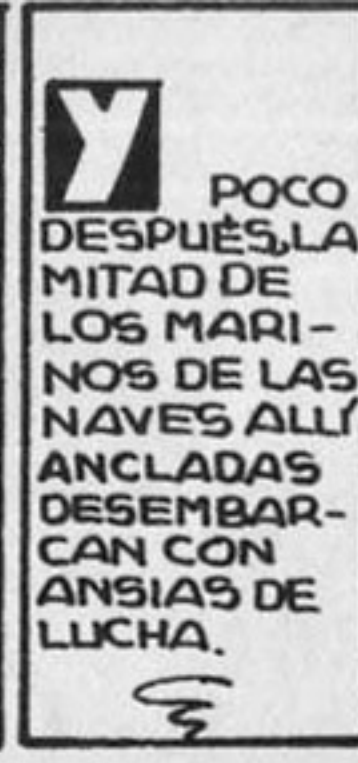 Y POCO
DESPUÉS, LA
MITAD DE
LOS MARI-
NOS DE LAS
NAVES ALLÍ
ANCLADAS
DESEMBAR-
CAN CON
ANSIAS DE
LUCHA.